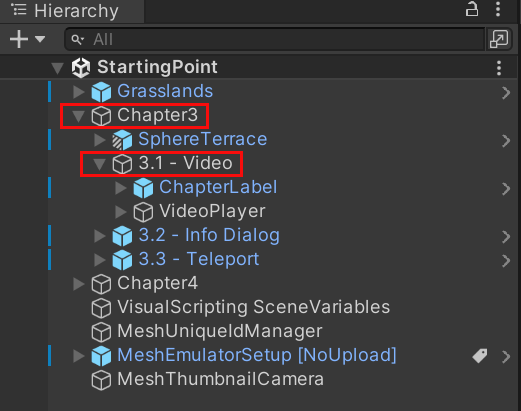 Hierarchy
All
StartingPoint
Grasslands
Chapter3
SphereTerrace
3.1 - Video
ChapterLabel
VideoPlayer
3.2 - Info Dialog
3.3 - Teleport
Chapter4
VisualScripting SceneVariables
MeshUniqueIdManager
MeshEmulatorSetup [NoUpload]
MeshThumbnailCamera